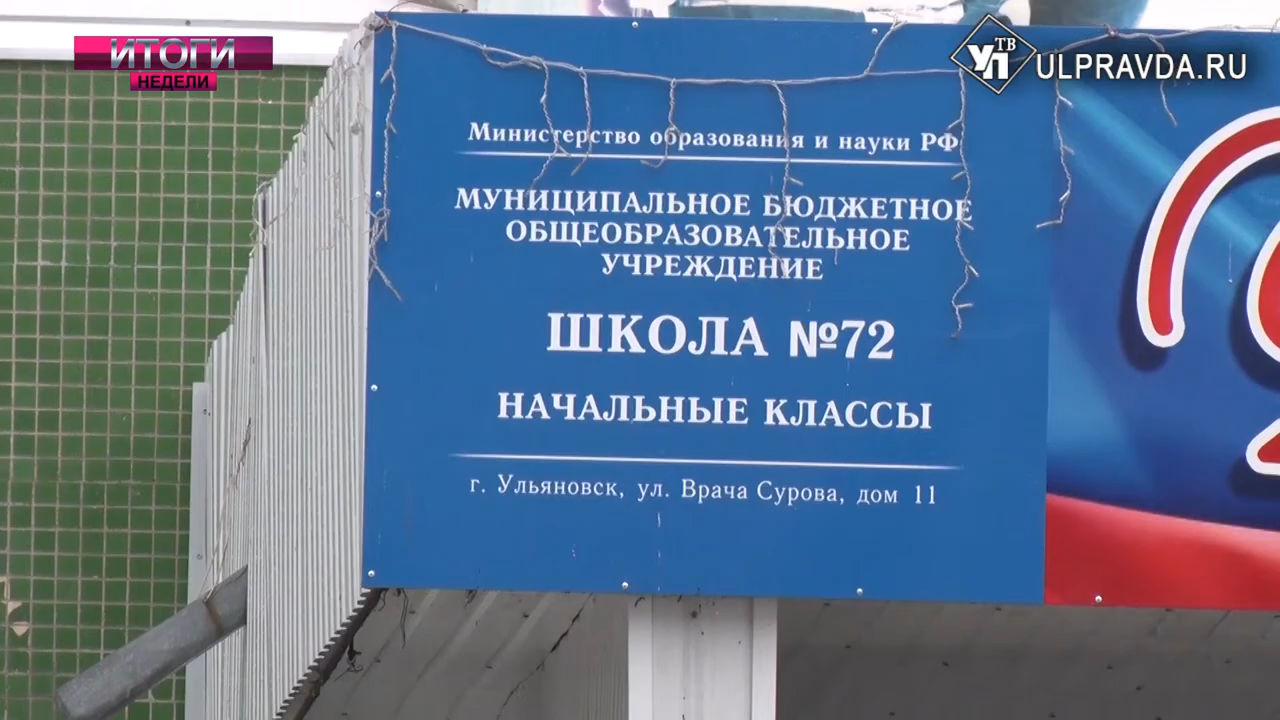 ИТОГИ
НЕДЕЛИ
УП ТВ
ULPRAVDA.RU
Министерство образования и науки РФ
МУНИЦИПАЛЬНОЕ БЮДЖЕТНОЕ
ОБЩЕОБРАЗОВАТЕЛЬНОЕ
УЧРЕЖДЕНИЕ
ШКОЛА №72
НАЧАЛЬНЫЕ КЛАССЫ
г. Ульяновск, ул. Врача Сурова, дом 11